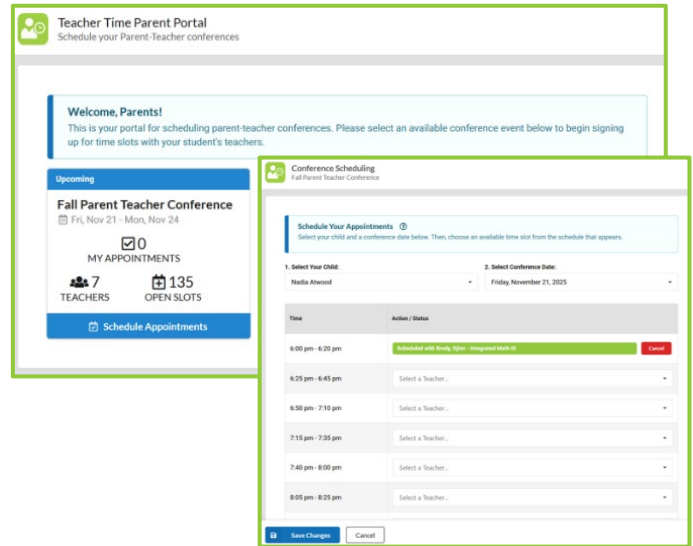 Teacher Time Parent Portal
Schedule your Parent-Teacher conferences
Welcome, Parents!
This is your portal for scheduling parent-teacher conferences. Please select an available conference event below to begin signing
up for time slots with your student's teachers.
Upcoming
Fall Parent Teacher Conference
Fri, Nov 21 - Mon, Nov 24
0
MY APPOINTMENTS
7
TEACHERS
135
OPEN SLOTS
Schedule Appointments
Conference Scheduling
Fall Parent Teacher Conference
Schedule Your Appointments
Select your child and a conference date below. Then, choose an available time slot from the schedule that appears.
1. Select Your Child:
Nadia Atwood
2. Select Conference Date:
Friday, November 21, 2025
Time Action / Status
6:00 pm - 6:20 pm Scheduled with Brody, Djinn - Integrated Math III Cancel
6:25 pm - 6:45 pm Select a Teacher...
6:50 pm - 7:10 pm Select a Teacher...
7:15 pm - 7:35 pm Select a Teacher...
7:40 pm - 8:00 pm Select a Teacher...
8:05 pm - 8:25 pm Select a Teacher...
Save Changes Cancel